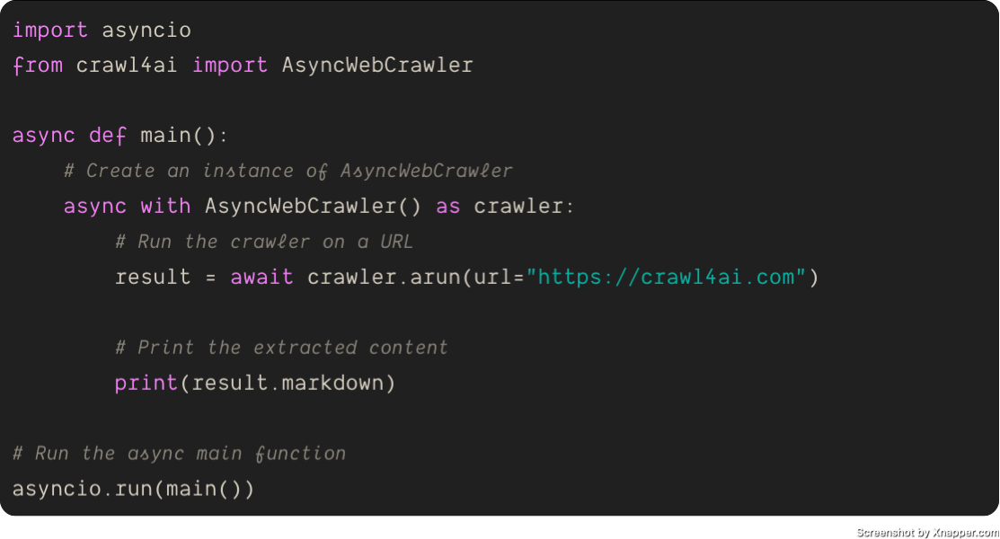 import asyncio
from crawl4ai import AsyncWebCrawler

async def main():
    # Create an instance of AsyncWebCrawler
    async with AsyncWebCrawler() as crawler:
        # Run the crawler on a URL
        result = await crawler.arun(url="https://crawl4ai.com")

        # Print the extracted content
        print(result.markdown)

# Run the async main function
asyncio.run(main())
Screenshot by Xnapper.com